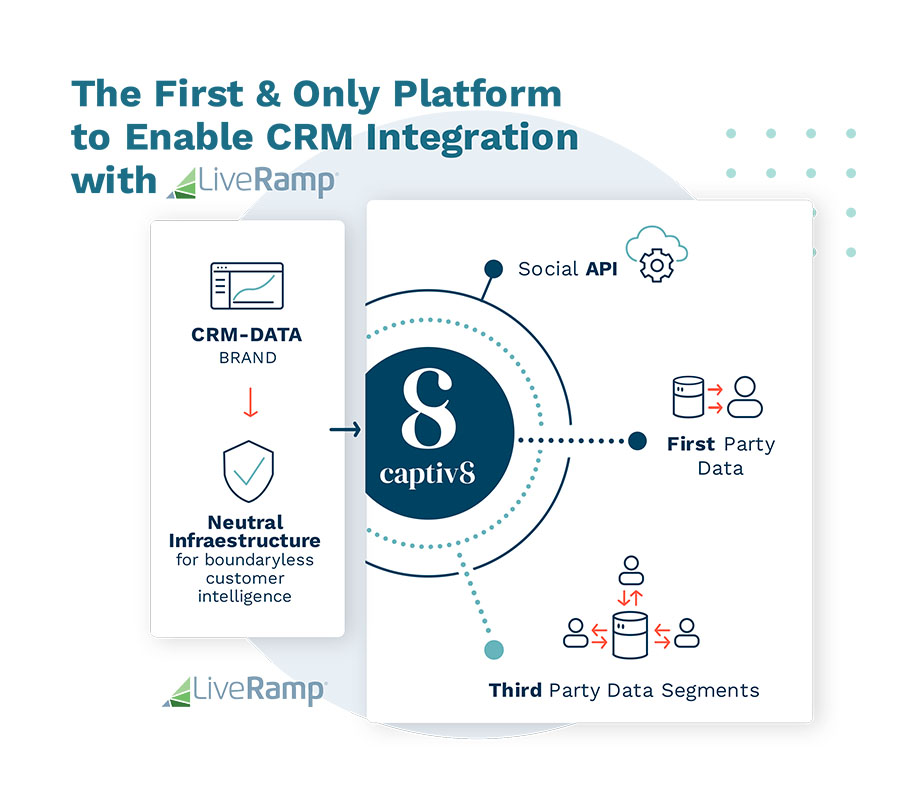 The First & Only Platform
to Enable CRM Integration
with LiveRamp
CRM-DATA
BRAND
Neutral
Infraestructure
for boundaryless
customer
intelligence
LiveRamp
8
captiv8
Social API
First Party
Data
Third Party Data Segments